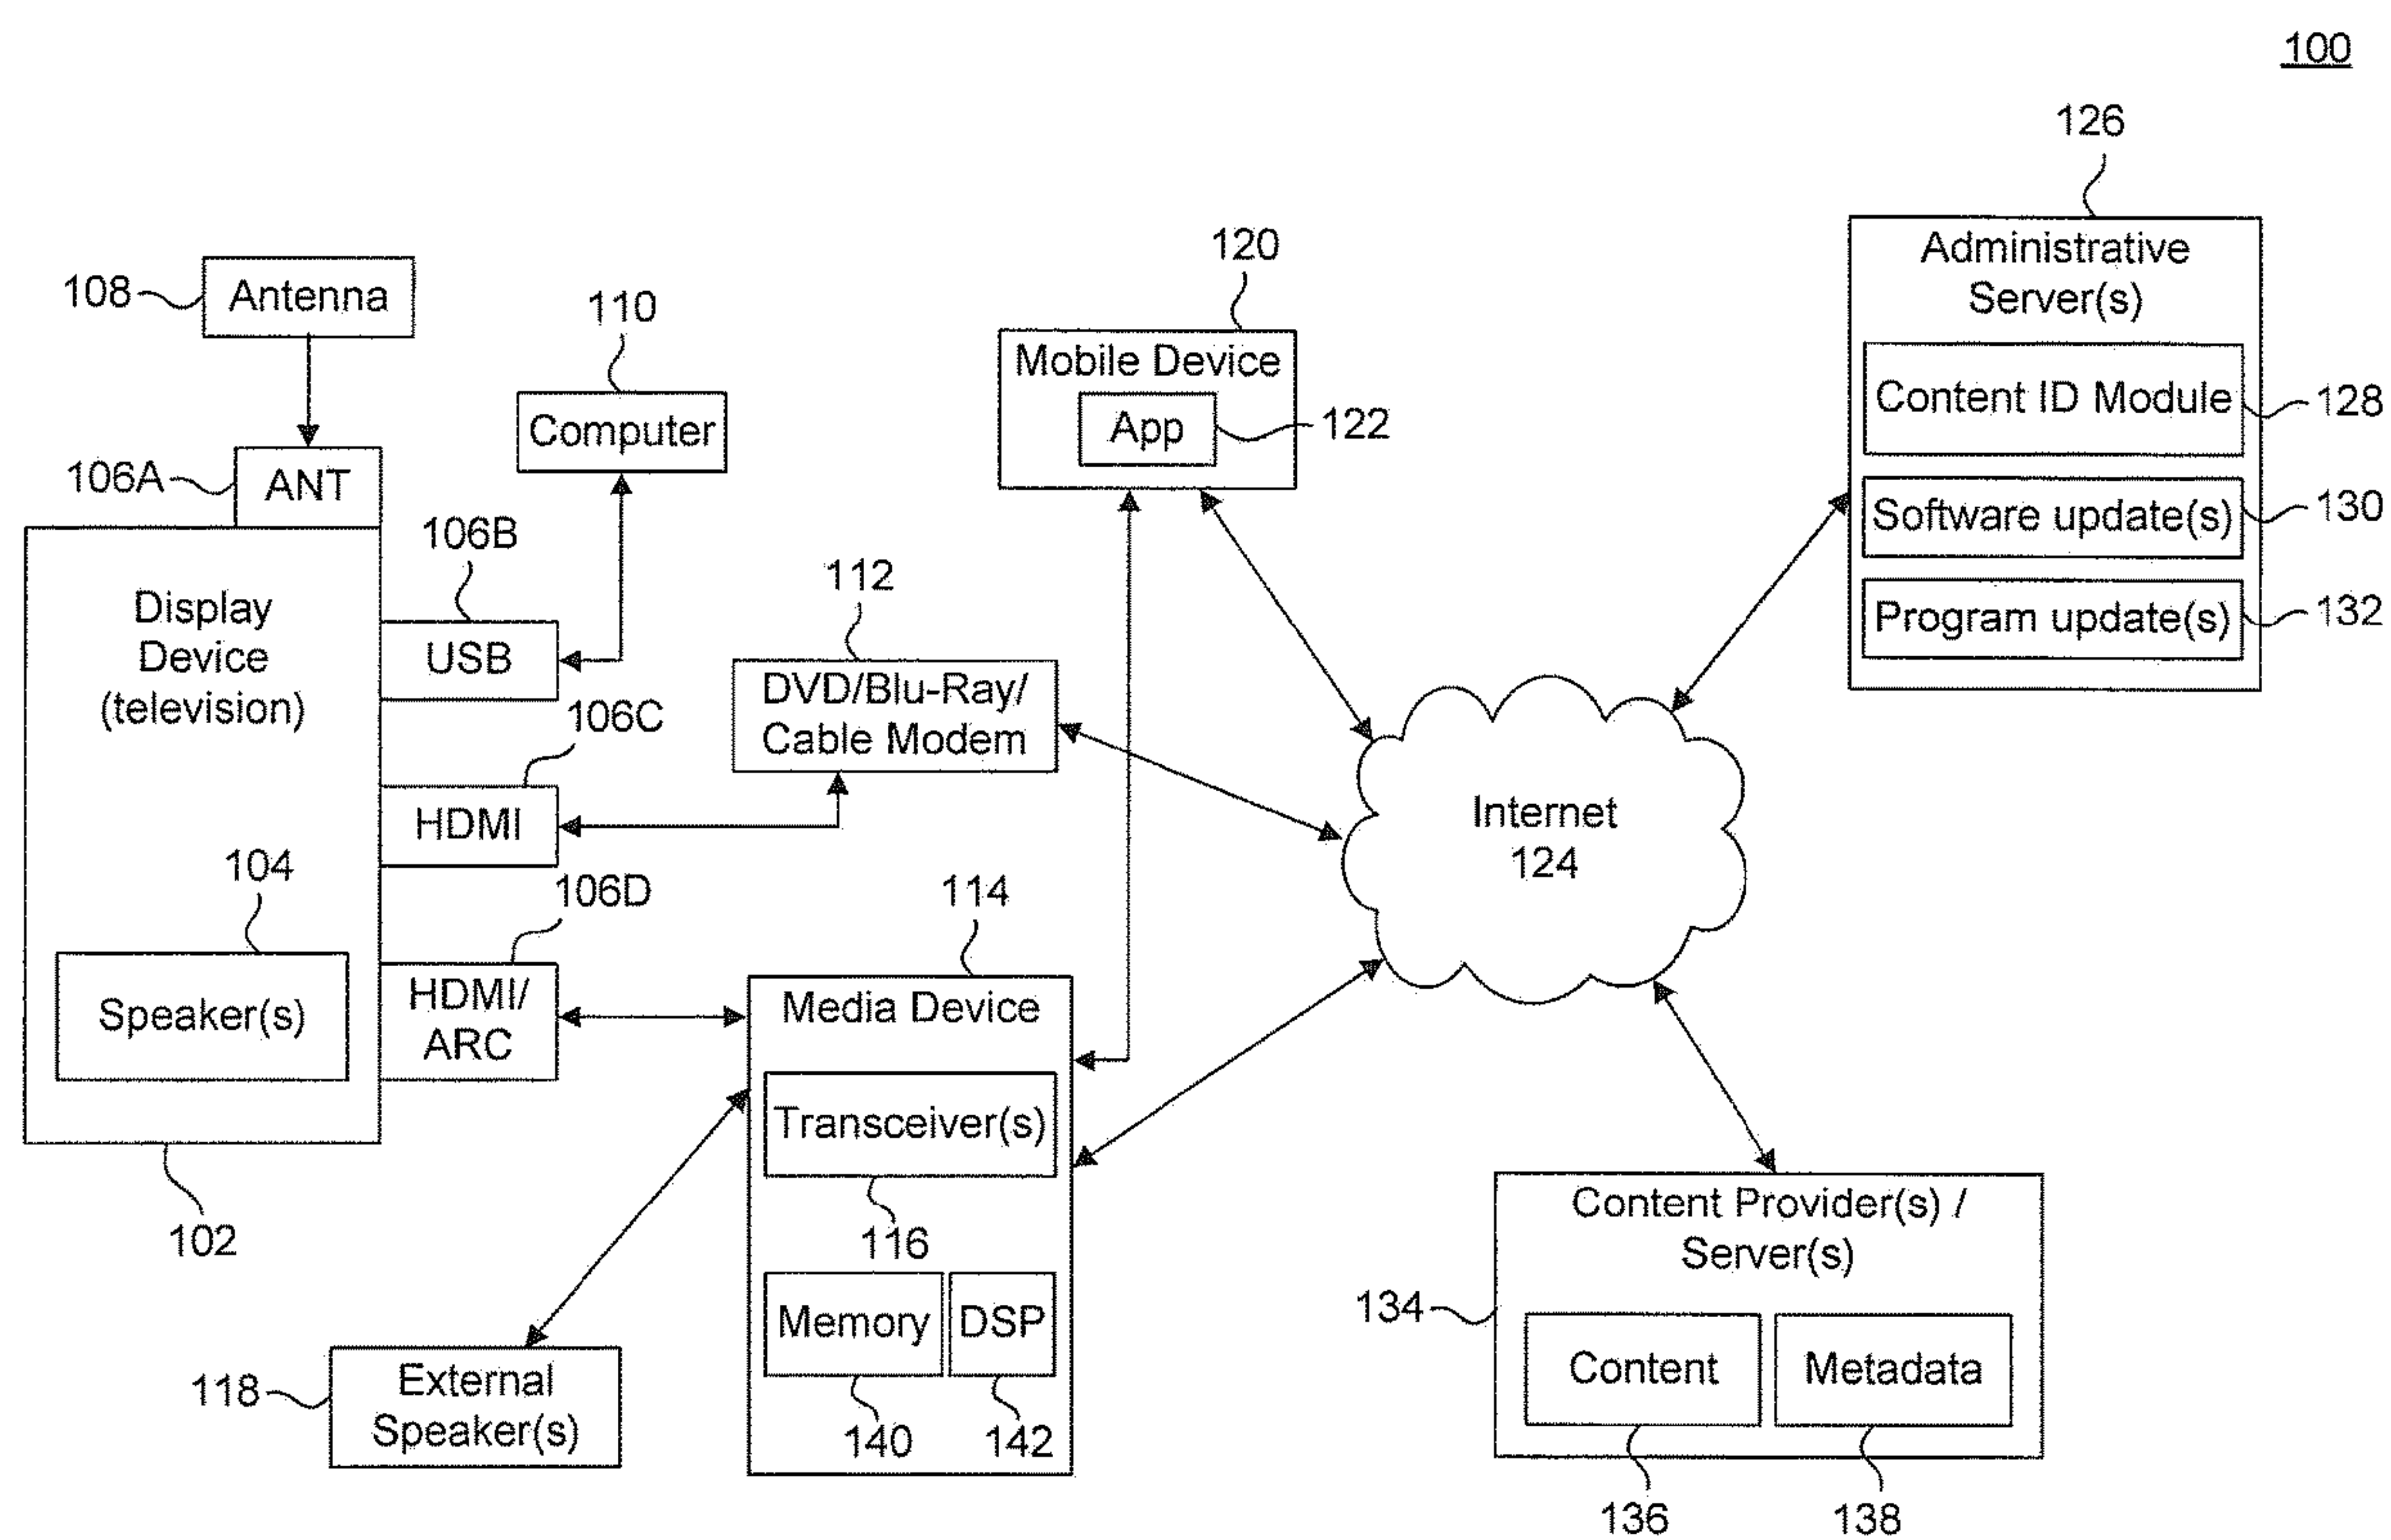 100
126
Administrative
Server(s)
Content ID Module
128
Software update(s)
130
Program update(s)
132
120
Mobile Device
App
122
108
Antenna
110
Computer
106A
ANT
106B
USB
Display
Device
(television)
112
DVD/Blu-Ray/
Cable Modem
106C
HDMI
Internet
124
104
Speaker(s)
106D
HDMI/
ARC
102
114
Media Device
Transceiver(s)
116
Memory
DSP
140
142
118
External
Speaker(s)
Content Provider(s) /
Server(s)
134
Content
Metadata
136
138